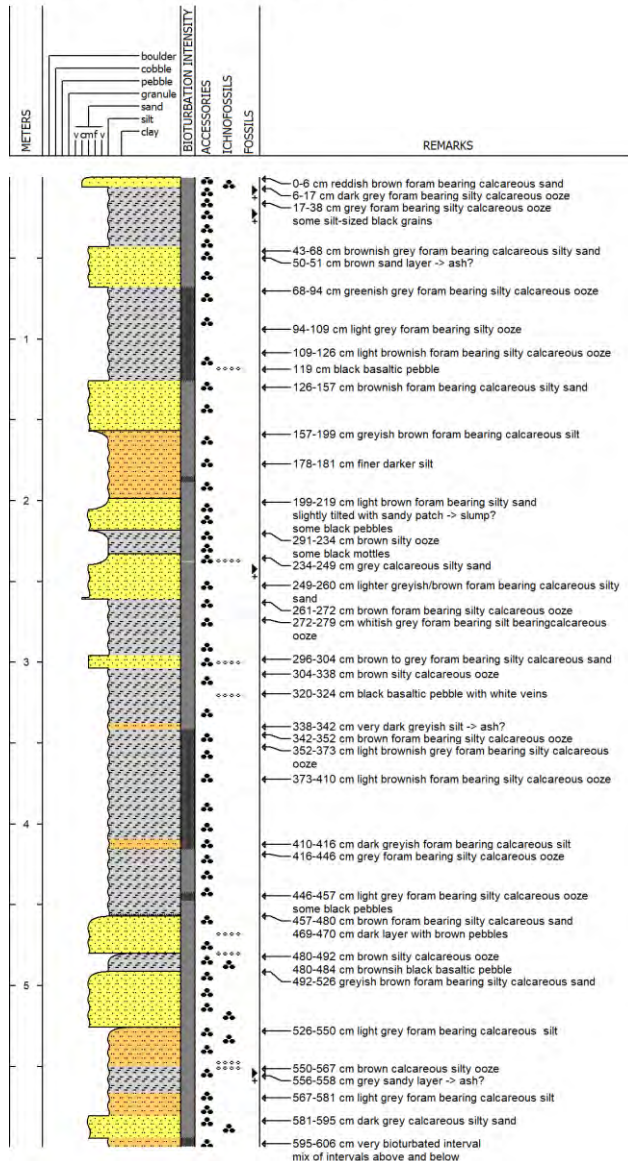 boulder
cobble
pebble
granule
sand
v c m f v
silt
clay
METERS
BIOTURBATION INTENSITY
ACCESSORIES
ICHNOFOSSILS
FOSSILS
REMARKS
0-6 cm reddish brown foram bearing calcareous sand
6-17 cm dark grey foram bearing silty calcareous ooze
17-38 cm grey foram bearing silty calcareous ooze
some silt-sized black grains
43-68 cm brownish grey foram bearing calcareous silty sand
50-51 cm brown sand layer -> ash?
68-94 cm greenish grey foram bearing silty calcareous ooze
94-109 cm light grey foram bearing silty ooze
1
109-126 cm light brownish foram bearing silty calcareous ooze
119 cm black basaltic pebble
126-157 cm brownish foram bearing calcareous silty sand
157-199 cm greyish brown foram bearing calcareous silt
178-181 cm finer darker silt
2
199-219 cm light brown foram bearing silty sand
slightly tilted with sandy patch -> slump?
some black pebbles
291-234 cm brown silty ooze
some black mottles
234-249 cm grey calcareous silty sand
249-260 cm lighter greyish/brown foram bearing calcareous silty
sand
261-272 cm brown foram bearing silty calcareous ooze
272-279 cm whitish grey foram bearing silt bearingcalcareous
ooze
3
296-304 cm brown to grey foram bearing silty calcareous sand
304-338 cm brown silty calcareous ooze
320-324 cm black basaltic pebble with white veins
338-342 cm very dark greyish silt -> ash?
342-352 cm brown foram bearing silty calcareous ooze
352-373 cm light brownish grey foram bearing silty calcareous
ooze
373-410 cm light brownish foram bearing silty calcareous ooze
4
410-416 cm dark greyish foram bearing calcareous silt
416-446 cm grey foram bearing silty calcareous ooze
446-457 cm light grey foram bearing silty calcareous ooze
some black pebbles
457-480 cm brown foram bearing silty calcareous sand
469-470 cm dark layer with brown pebbles
480-492 cm brown silty calcareous ooze
480-484 cm brownsih black basaltic pebble
5
492-526 greyish brown foram bearing silty calcareous sand
526-550 cm light grey foram bearing calcareous silt
550-567 cm brown calcareous silty ooze
556-558 cm grey sandy layer -> ash?
567-581 cm light grey foram bearing calcareous silt
581-595 cm dark grey calcareous silty sand
595-606 cm very bioturbated interval
mix of intervals above and below